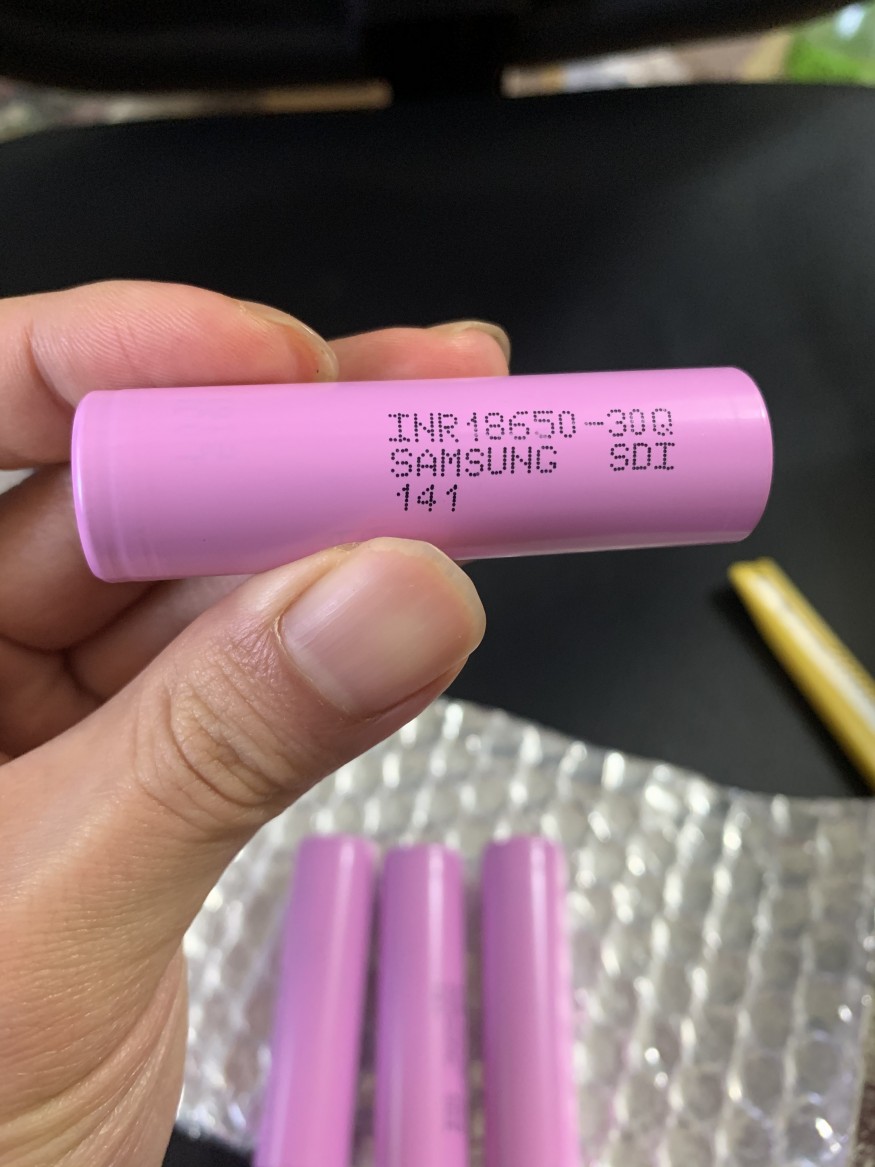 INR18650-30Q
SAMSUNG SDI
141